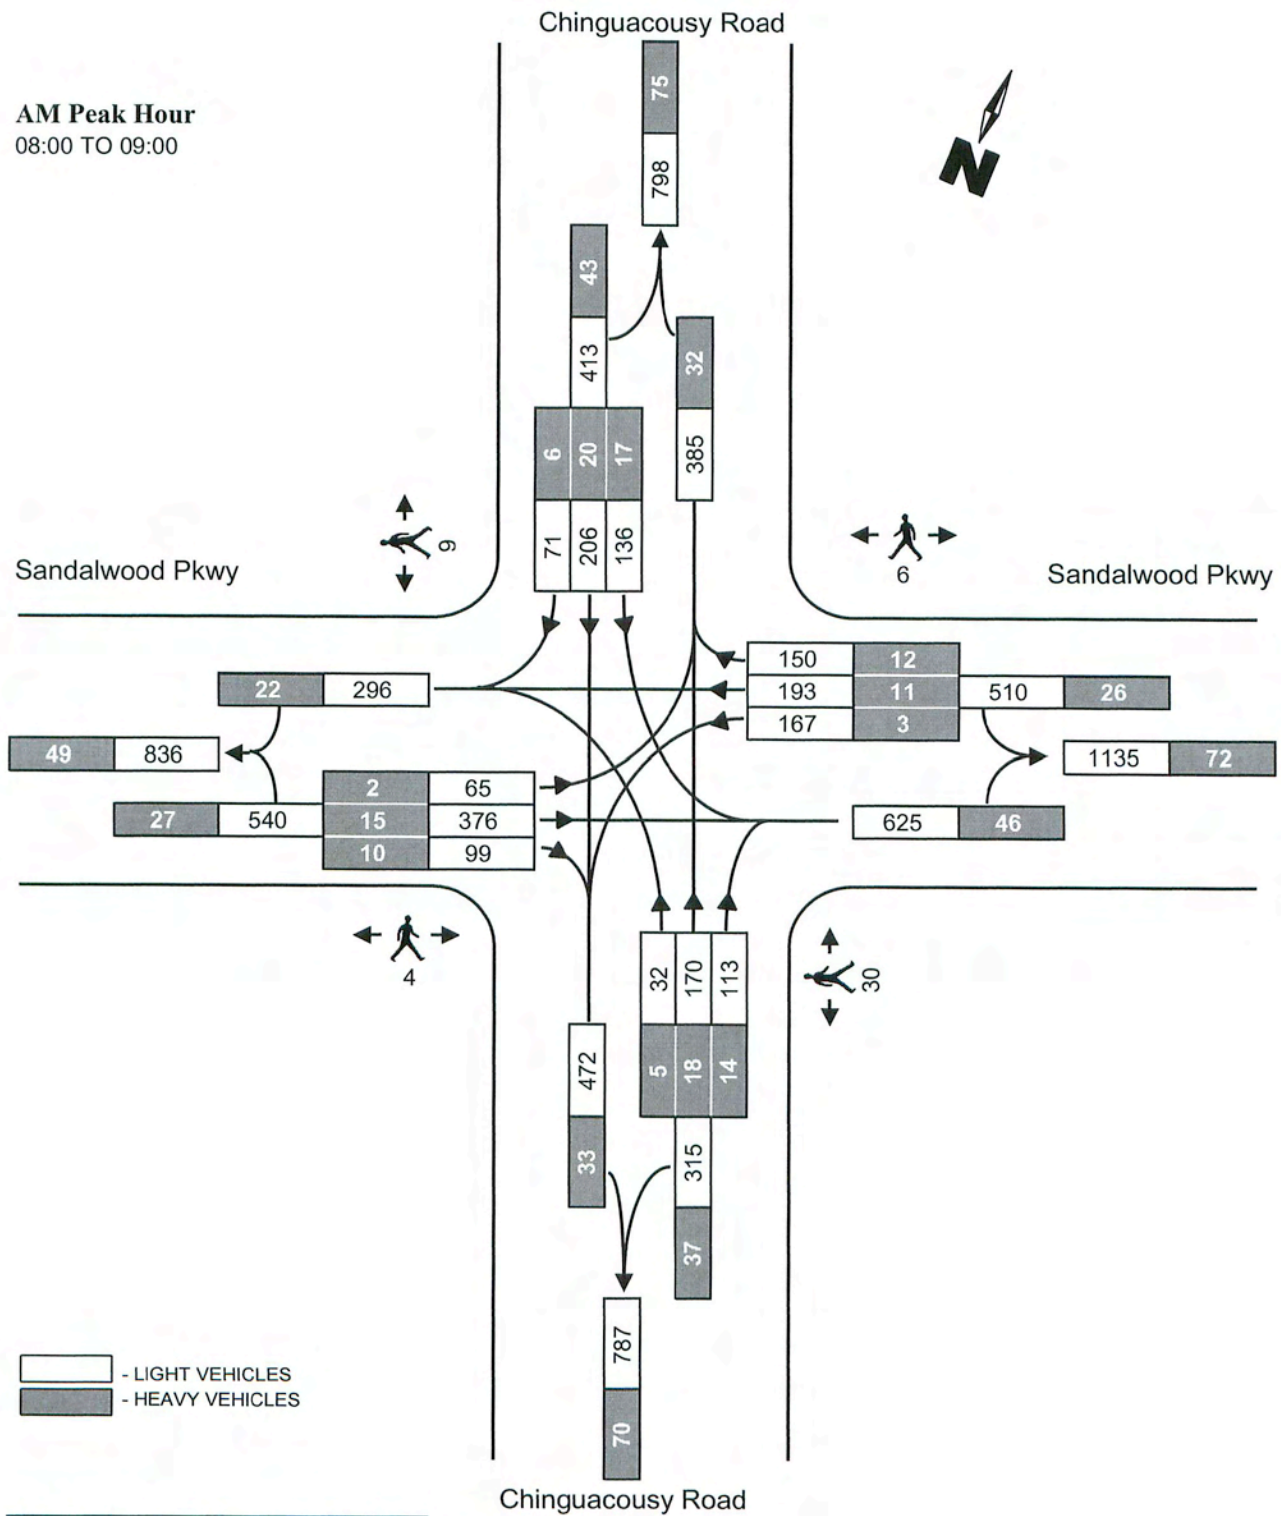 Chinguacousy Road
AM Peak Hour
08:00 TO 09:00
N
75
798
43
413
32
385
6 20 17
71 206 136
9
6
Sandalwood Pkwy
Sandalwood Pkwy
150 12
193 11 510 26
167 3
22 296
49 836
1135 72
2 65
27 540 15 376
10 99
625 46
4
30
32 170 113
5 18 14
472
33
315
37
787
70
- LIGHT VEHICLES
- HEAVY VEHICLES
Chinguacousy Road